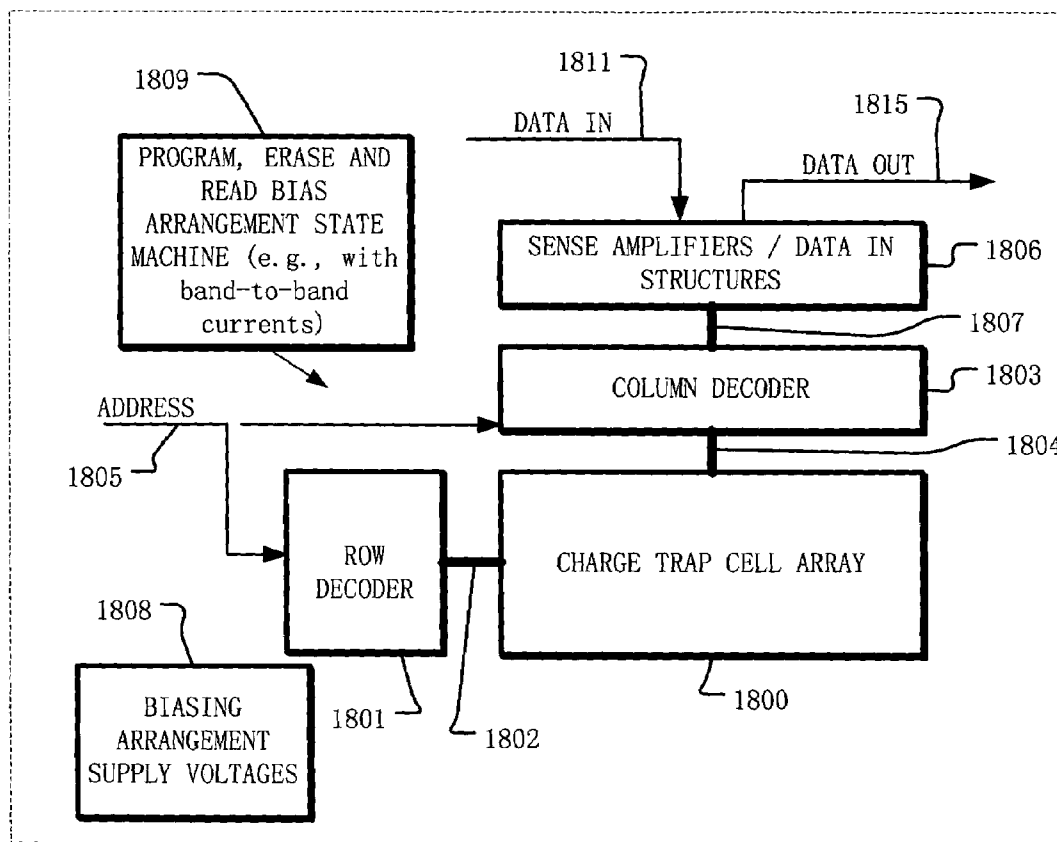 1809
1811
1815
DATA IN
DATA OUT
PROGRAM, ERASE AND
READ BIAS
ARRANGEMENT STATE
MACHINE (e.g., with
band-to-band
currents)
SENSE AMPLIFIERS / DATA IN
STRUCTURES
1806
1807
COLUMN DECODER
1803
ADDRESS
1805
1804
ROW
DECODER
CHARGE TRAP CELL ARRAY
1808
1801
1802
1800
BIASING
ARRANGEMENT
SUPPLY VOLTAGES